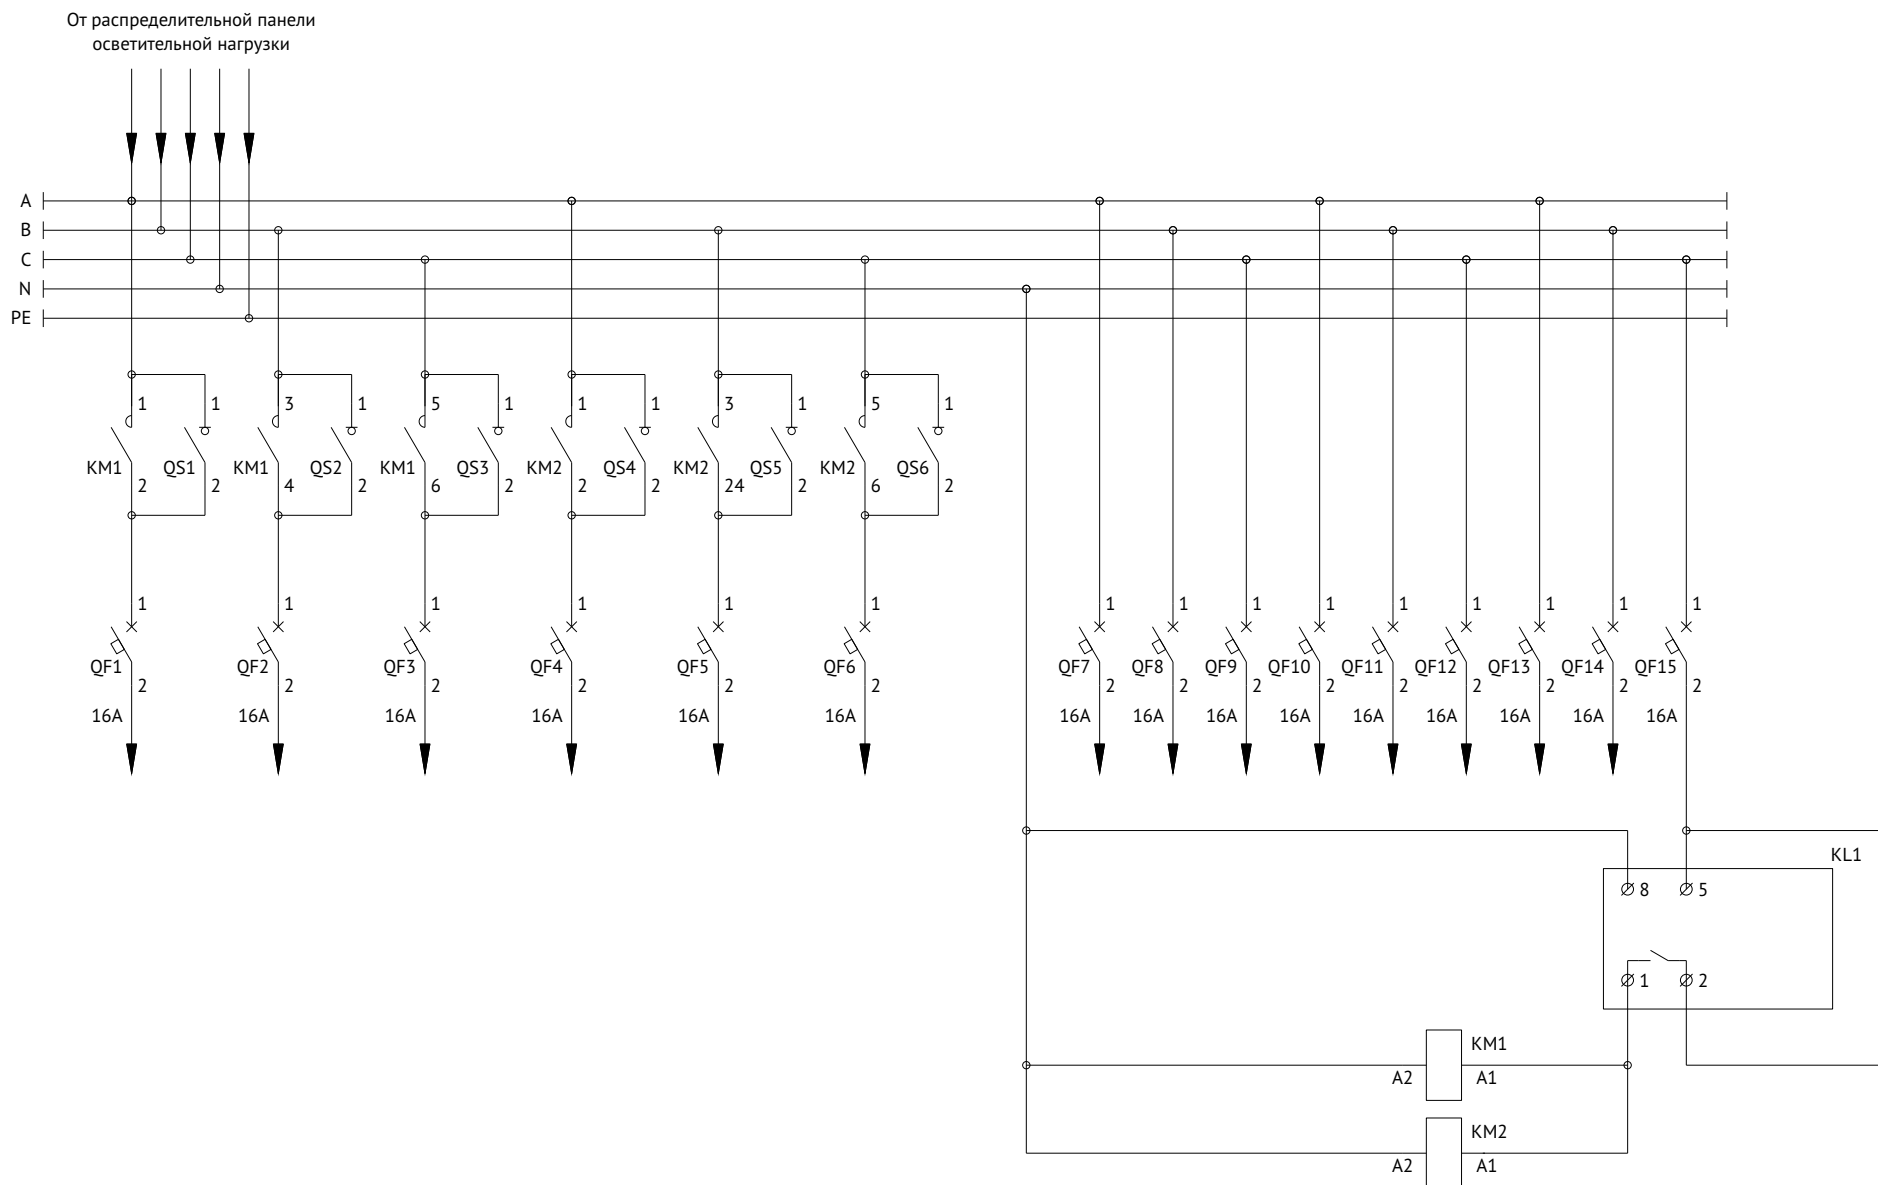 От распределительной панели
осветительной нагрузки
A
B
C
N
PE
1 1 3 1 5 1 1 1 3 1 5 1
KM1 QS1 KM1 QS2 KM1 QS3 KM2 QS4 KM2 QS5 KM2 QS6
2 2 4 2 6 2 2 2 24 2 6 2
1 1 1 1 1 1 1 1 1 1 1 1 1 1 1
QF1 QF2 QF3 QF4 QF5 QF6 QF7 QF8 QF9 QF10 QF11 QF12 QF13 QF14 QF15
2 2 2 2 2 2 2 2 2 2 2 2 2 2 2
16A 16A 16A 16A 16A 16A 16A 16A 16A 16A 16A 16A 16A 16A 16A
KL1
8 5
1 2
KM1
A2 A1
KM2
A2 A1